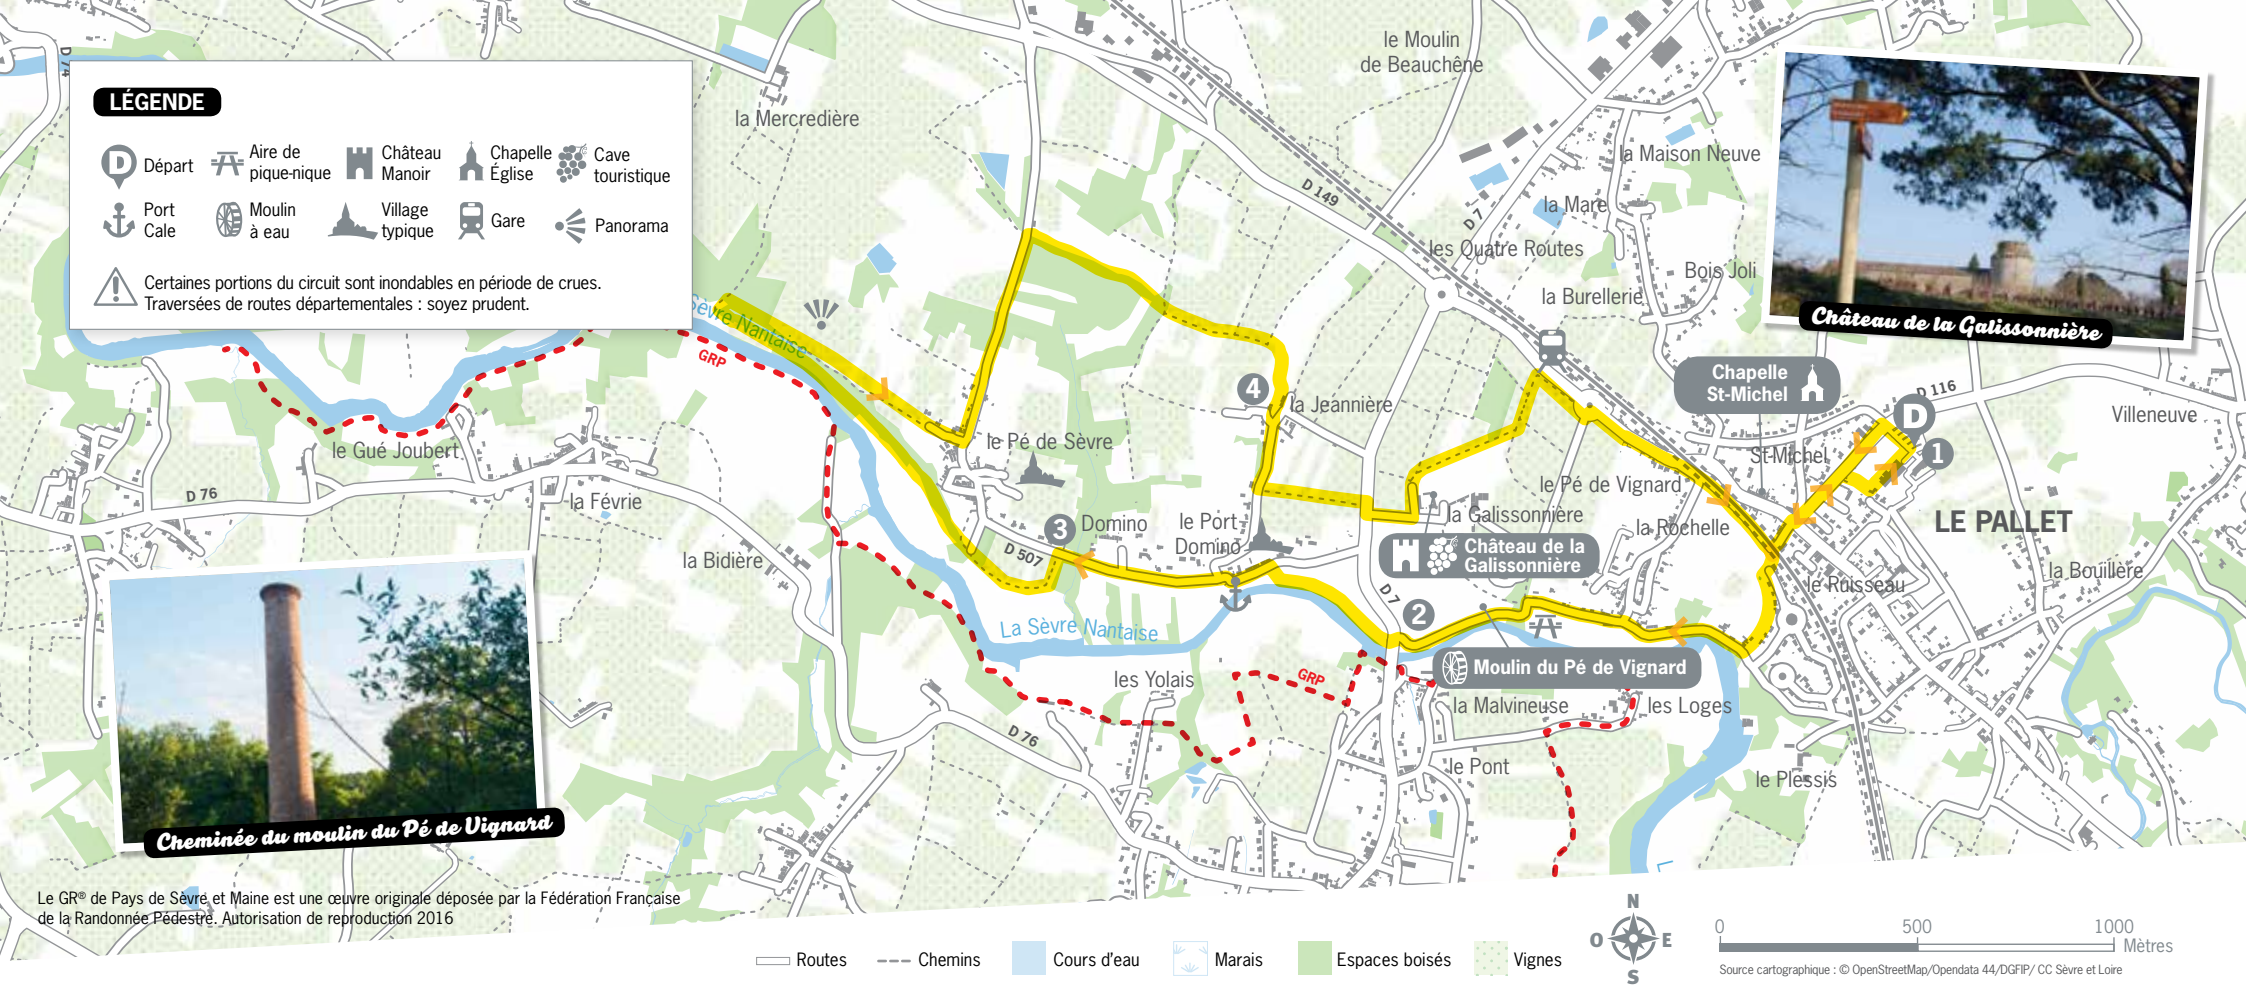 LÉGENDE
D Départ
Aire de
pique-nique
Château
Manoir
Chapelle
Église
Cave
touristique
Port
Cale
Moulin
à eau
Village
typique
Gare
Panorama
Certaines portions du circuit sont inondables en période de crues.
Traversées de routes départementales : soyez prudent.
D 74
la Mercredière
le Moulin
de Beauchêne
la Maison Neuve
D 149
D 7
la Mare
les Quatre Routes
Bois Joli
la Burellerie
Château de la Galissonnière
Chapelle
St-Michel
D 116
Villeneuve
D
1
St-Michel
LE PALLET
Sèvre Nantaise
GRP
4
la Jeannière
le Gué Joubert
le Pé de Sèvre
D 76
la Févrie
le Pé de Vignard
la Galissonnière
la Rochelle
3
Domino
le Port
Domino
D 507
Château de la
Galissonnière
la Bidière
la Bouillère
le Ruisseau
D 7
2
La Sèvre Nantaise
Moulin du Pé de Vignard
GRP
les Yolais
la Malvineuse
les Loges
D 76
le Pont
le Plessis
L
Cheminée du moulin du Pé de Vignard
Le GR® de Pays de Sèvre et Maine est une œuvre originale déposée par la Fédération Française
de la Randonnée Pédestre. Autorisation de reproduction 2016
Routes
Chemins
Cours d'eau
Marais
Espaces boisés
Vignes
N
O E
S
0 500 1000
Mètres
Source cartographique : © OpenStreetMap/Opendata 44/DGFIP/ CC Sèvre et Loire